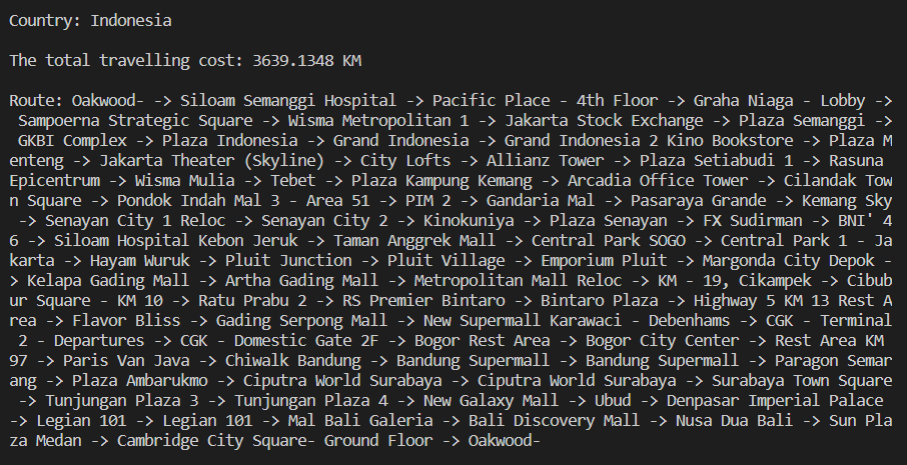 Country: Indonesia
The total travelling cost: 3639.1348 KM
Route: Oakwood- -> Siloam Semanggi Hospital -> Pacific Place - 4th Floor -> Graha Niaga - Lobby ->
Sampoerna Strategic Square -> Wisma Metropolitan 1 -> Jakarta Stock Exchange -> Plaza Semanggi ->
GKBI Complex -> Plaza Indonesia -> Grand Indonesia -> Grand Indonesia 2 Kino Bookstore -> Plaza M
enteng -> Jakarta Theater (Skyline) -> City Lofts -> Allianz Tower -> Plaza Setiabudi 1 -> Rasuna
Epicentrum -> Wisma Mulia -> Tebet -> Plaza Kampung Kemang -> Arcadia Office Tower -> Cilandak Tow
n Square -> Pondok Indah Mal 3 - Area 51 -> PIM 2 -> Gandaria Mal -> Pasaraya Grande -> Kemang Sky
-> Senayan City 1 Reloc -> Senayan City 2 -> Kinokuniya -> Plaza Senayan -> FX Sudirman -> BNI' 4
6 -> Siloam Hospital Kebon Jeruk -> Taman Anggrek Mall -> Central Park SOGO -> Central Park 1 - Ja
karta -> Hayam Wuruk -> Pluit Junction -> Pluit Village -> Emporium Pluit -> Margonda City Depok -
> Kelapa Gading Mall -> Artha Gading Mall -> Metropolitan Mall Reloc -> KM - 19, Cikampek -> Cibub
ur Square - KM 10 -> Ratu Prabu 2 -> RS Premier Bintaro -> Bintaro Plaza -> Highway 5 KM 13 Rest A
rea -> Flavor Bliss -> Gading Serpong Mall -> New Supermall Karawaci - Debenhams -> CGK - Terminal
2 - Departures -> CGK - Domestic Gate 2F -> Bogor Rest Area -> Bogor City Center -> Rest Area KM
97 -> Paris Van Java -> Chiwalk Bandung -> Bandung Supermall -> Bandung Supermall -> Paragon Semar
ang -> Plaza Ambarukmo -> Ciputra World Surabaya -> Ciputra World Surabaya -> Surabaya Town Square
-> Tunjungan Plaza 3 -> Tunjungan Plaza 4 -> New Galaxy Mall -> Ubud -> Denpasar Imperial Palace
-> Legian 101 -> Legian 101 -> Mal Bali Galeria -> Bali Discovery Mall -> Nusa Dua Bali -> Sun Pla
za Medan -> Cambridge City Square- Ground Floor -> Oakwood-